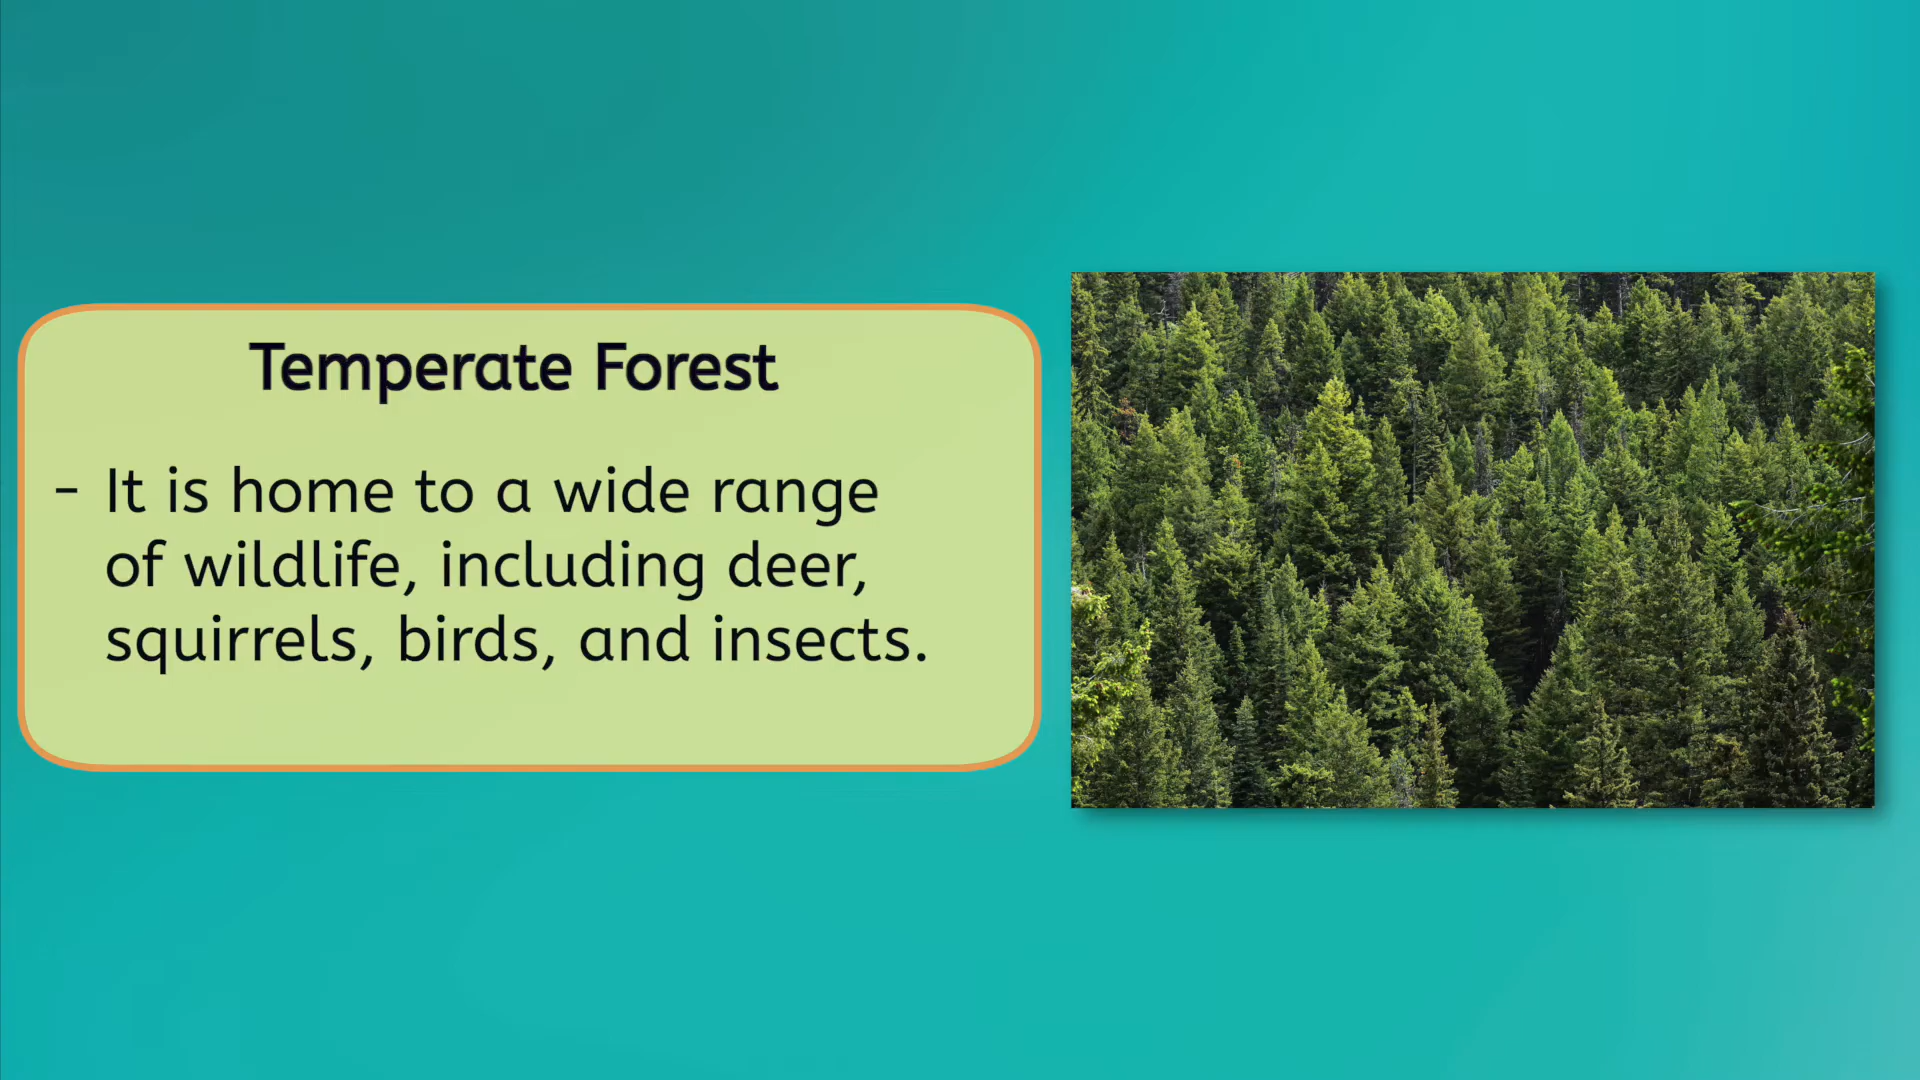 Temperate Forest
- It is home to a wide range
of wildlife, including deer,
squirrels, birds, and insects.